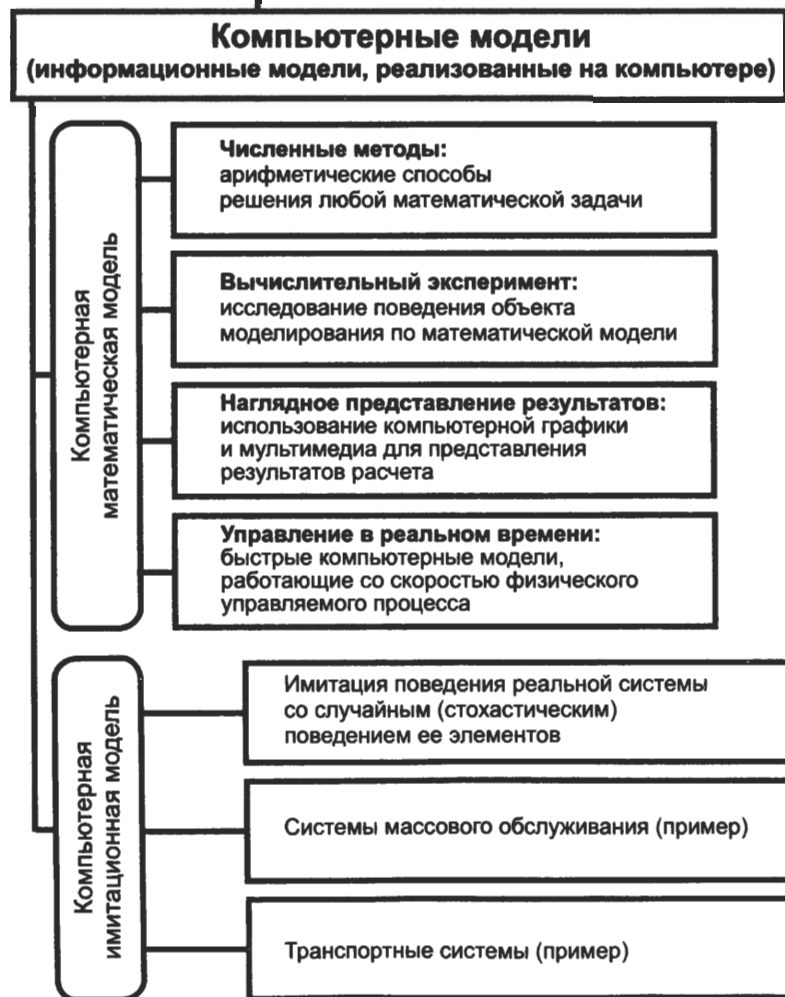 Компьютерные модели
(информационные модели, реализованные на компьютере)
Компьютерная
математическая модель
Численные методы:
арифметические способы
решения любой математической задачи
Вычислительный эксперимент:
исследование поведения объекта
моделирования по математической модели
Наглядное представление результатов:
использование компьютерной графики
и мультимедиа для представления
результатов расчета
Управление в реальном времени:
быстрые компьютерные модели,
работающие со скоростью физического
управляемого процесса
Компьютерная
имитационная модель
Имитация поведения реальной системы
со случайным (стохастическим)
поведением ее элементов
Системы массового обслуживания (пример)
Транспортные системы (пример)